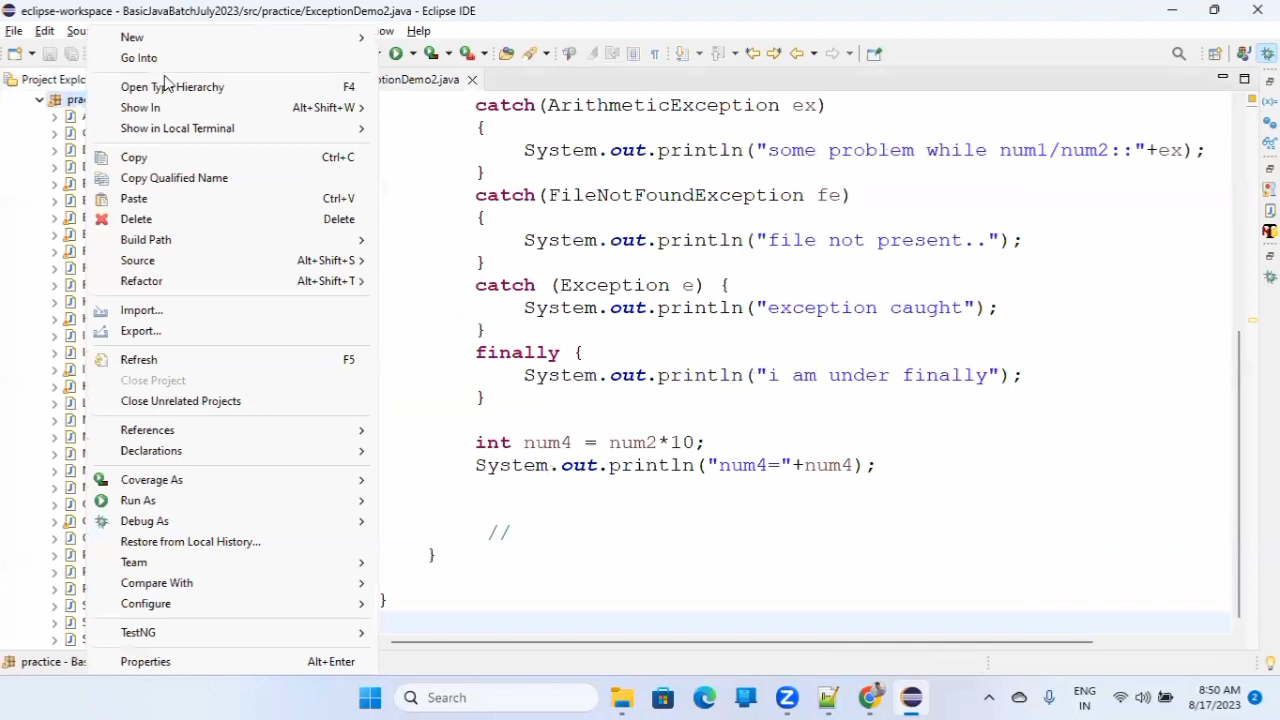 eclipse-workspace - BasicJavaBatchJuly2023/src/practice/ExceptionDemo2.java - Eclipse IDE
File Edit Help
Project Explo
ptionDemo2.java
New
Go Into
Open Type Hierarchy F4
Show In Alt+Shift+W
Show in Local Terminal
Copy Ctrl+C
Copy Qualified Name
Paste Ctrl+V
Delete Delete
Build Path
Source Alt+Shift+S
Refactor Alt+Shift+T
Import...
Export...
Refresh F5
Close Project
Close Unrelated Projects
References
Declarations
Coverage As
Run As
Debug As
Restore from Local History...
Team
Compare With
Configure
TestNG
Properties Alt+Enter
catch(ArithmeticException ex)
{
System.out.println("some problem while num1/num2::"+ex);
}
catch(FileNotFoundException fe)
{
System.out.println("file not present..");
}
catch (Exception e) {
System.out.println("exception caught");
}
finally {
System.out.println("i am under finally");
}
int num4 = num2*10;
System.out.println("num4="+num4);
//
}
}
practice - Bas
Search
ENG
IN
8:50 AM
8/17/2023
2